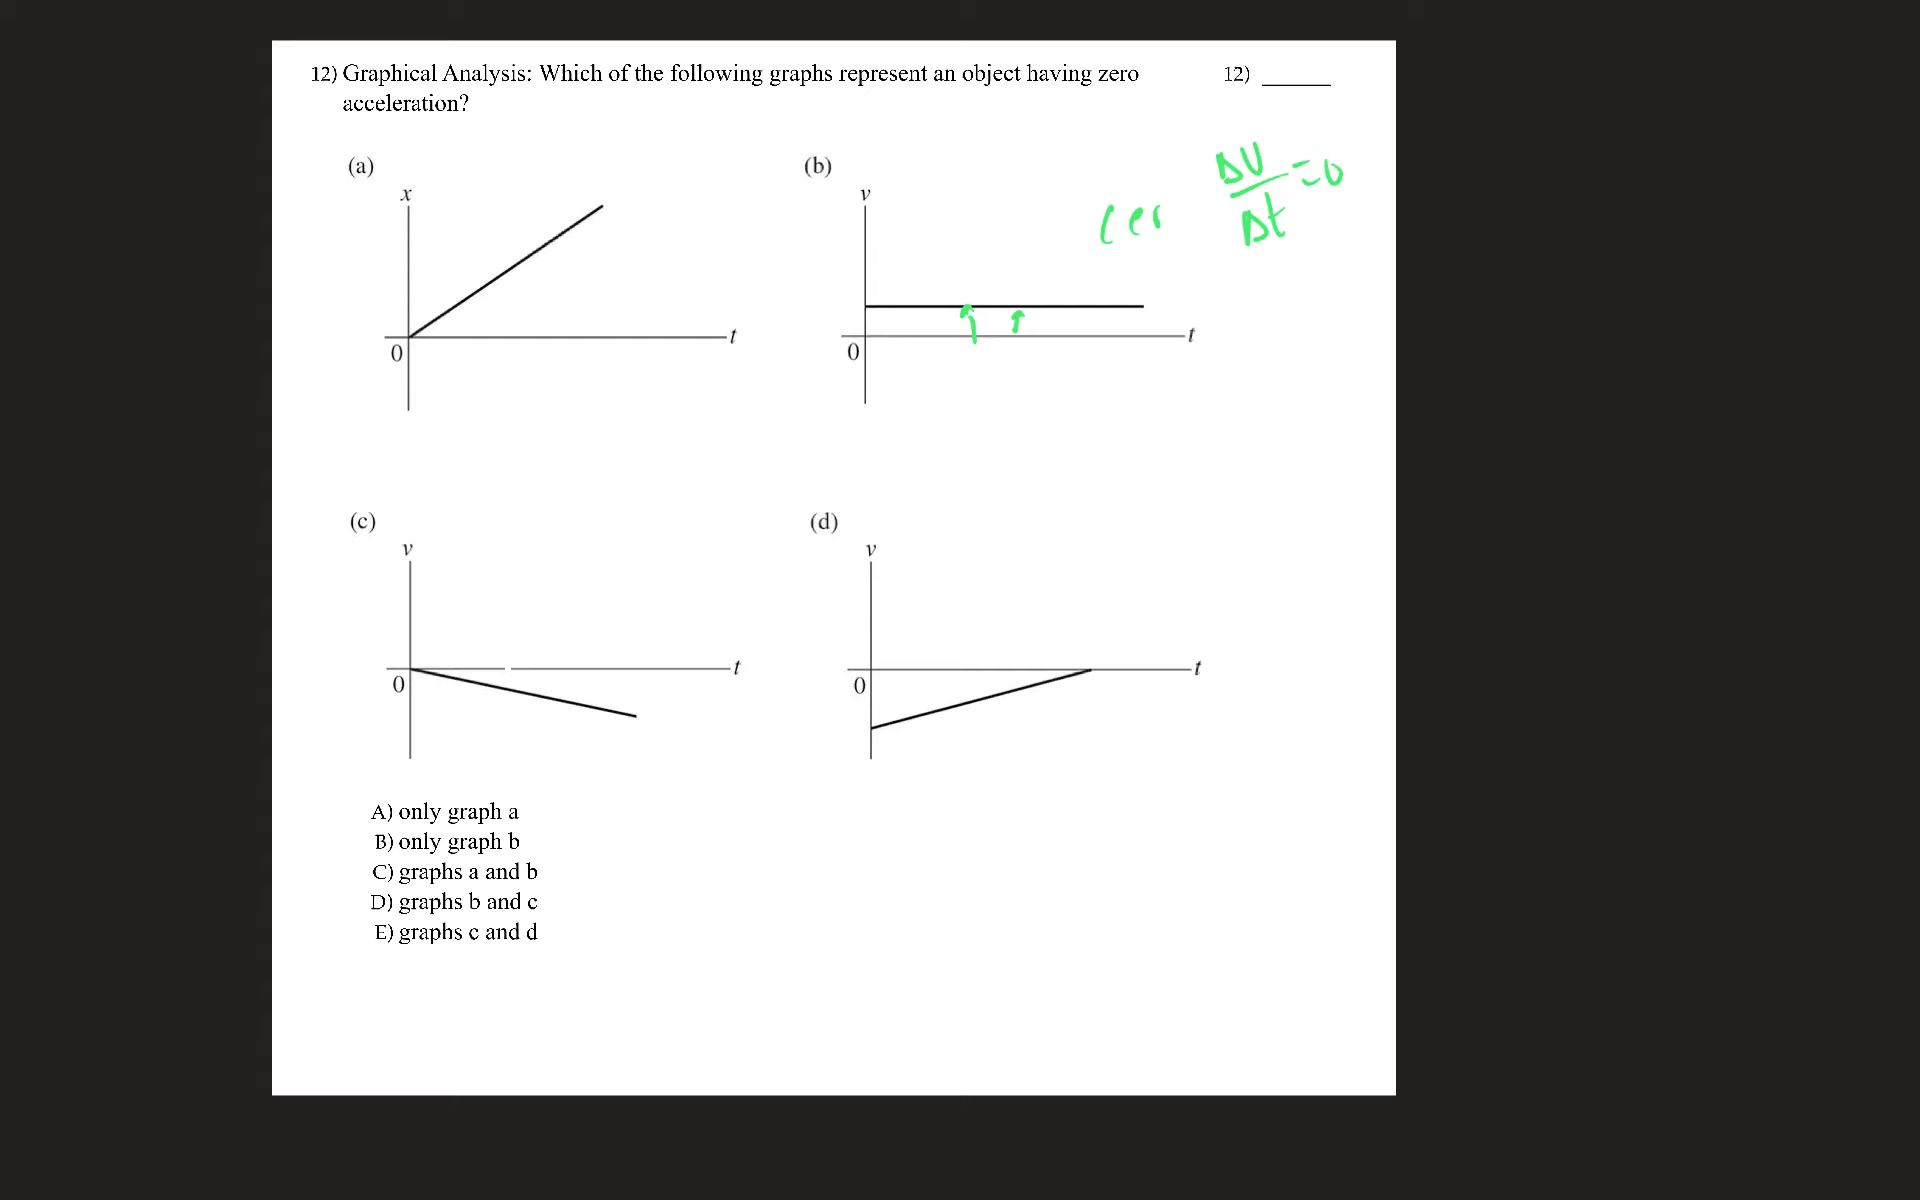 12) Graphical Analysis: Which of the following graphs represent an object having zero
acceleration?
12) ______
(a)
x
t
0
(b)
v
t
0
ΔV/Δt = 0
(c)
v
t
0
(d)
v
t
0
A) only graph a
B) only graph b
C) graphs a and b
D) graphs b and c
E) graphs c and d